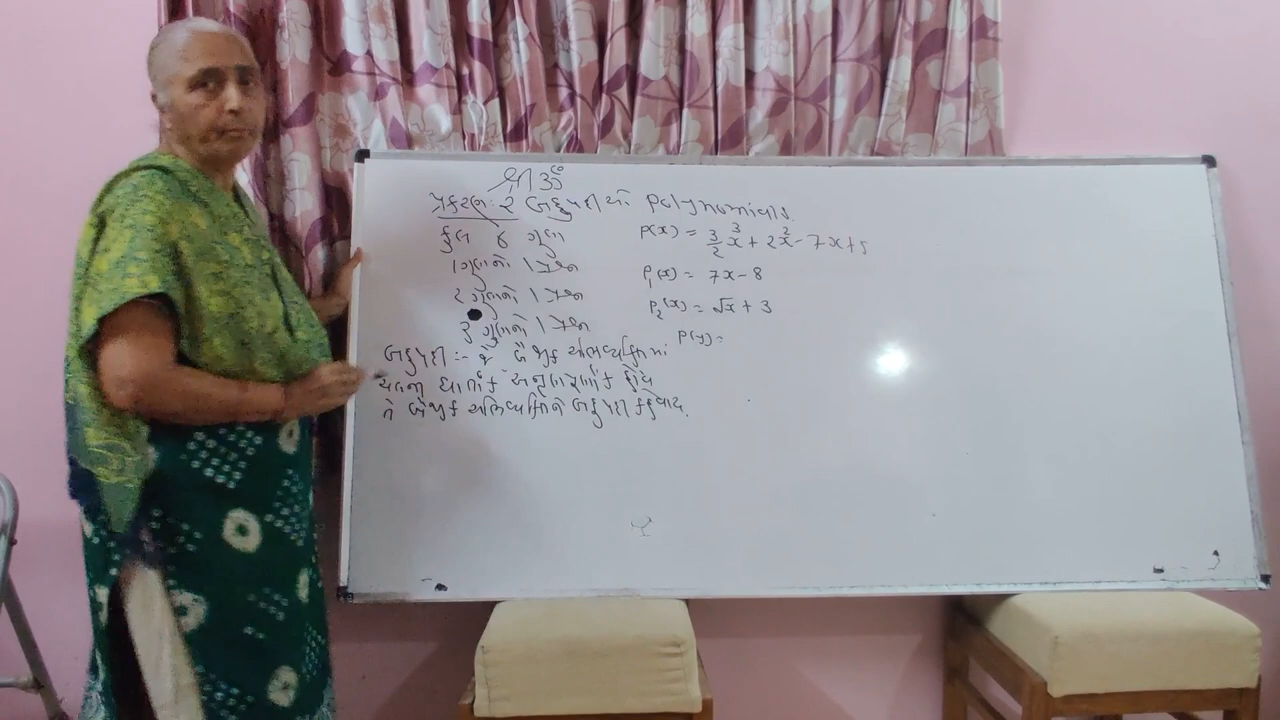 શ્રી ૐ
પ્રકરણ: ૨ બહુપદીઓ Polynomials.
કુલ ૪ ગુણ
૧ ગુણનો ૧ પ્રશ્ન
૨ ગુણનો ૧ પ્રશ્ન
૩ ગુણનો ૧ પ્રશ્ન
બહુપદી :- જે બૈજીક અભિવ્યક્તિમાં
ચલના ઘાતાંક અનૃણ પૂર્ણાંક હોય
તે બૈજીક અભિવ્યક્તિને બહુપદી કહેવાય.
P(x) = 3/2 x³ + 2x² - 7x + 5
P₁(x) = 7x - 8
P₂(x) = √x + 3
P(y) =